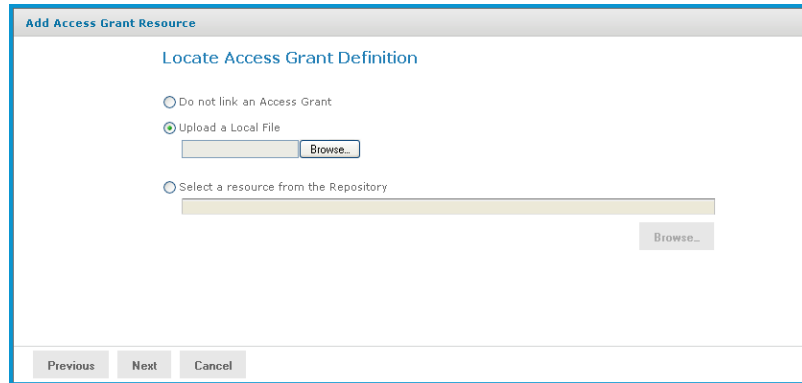 Add Access Grant Resource
Locate Access Grant Definition
Do not link an Access Grant
Upload a Local File
Browse...
Select a resource from the Repository
Browse...
Previous Next Cancel